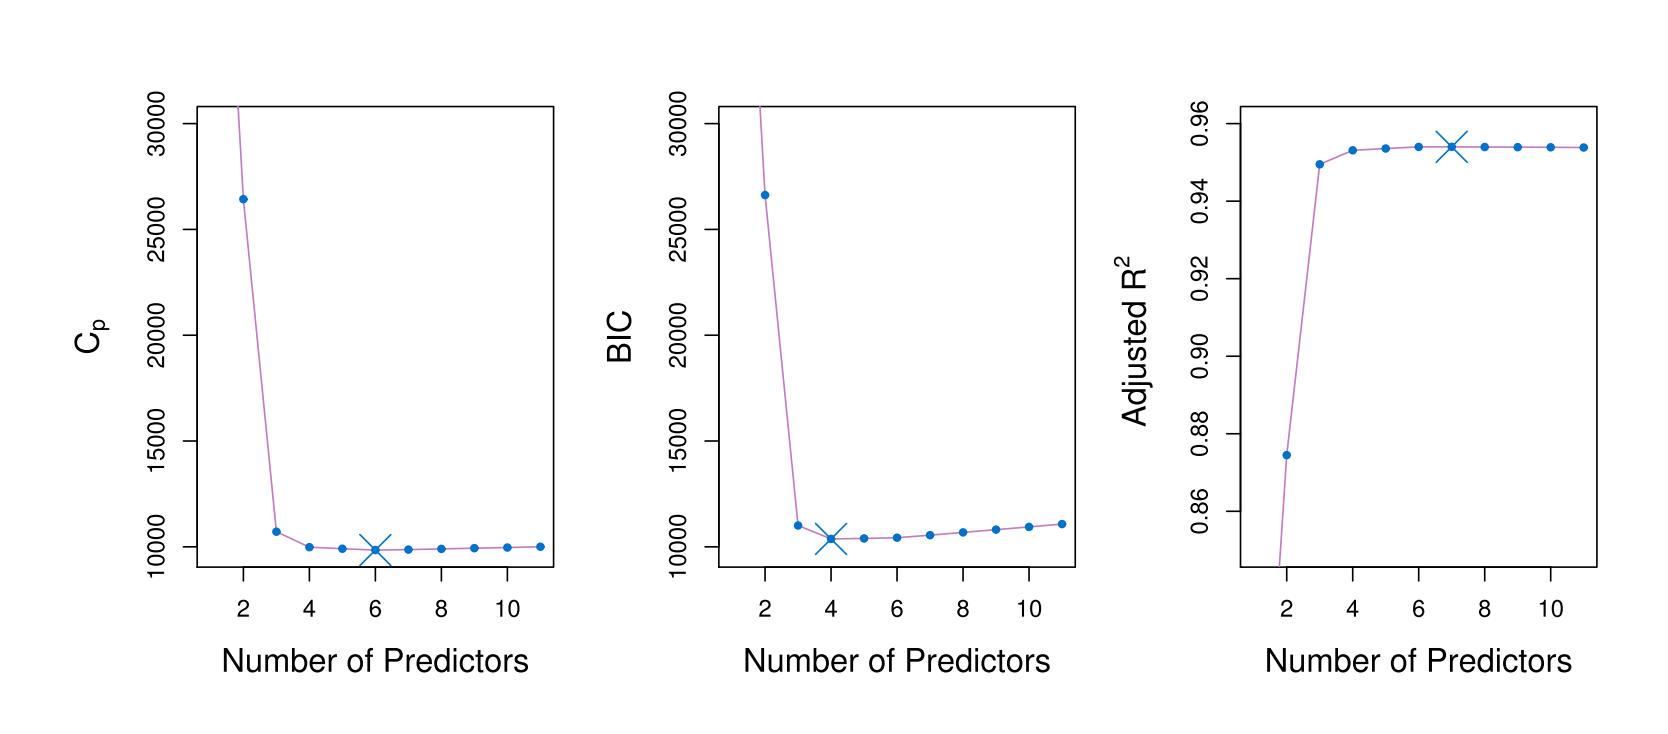 Cp
30000
25000
20000
15000
10000
2 4 6 8 10
Number of Predictors
BIC
30000
25000
20000
15000
10000
2 4 6 8 10
Number of Predictors
Adjusted R²
0.96
0.94
0.92
0.90
0.88
0.86
2 4 6 8 10
Number of Predictors